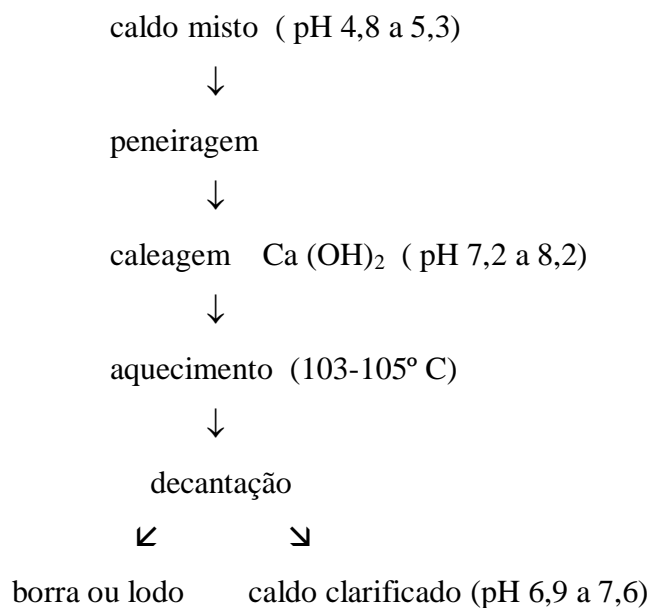 caldo misto ( pH 4,8 a 5,3)
↓
peneiragem
↓
caleagem Ca (OH)₂ ( pH 7,2 a 8,2)
↓
aquecimento (103-105º C)
↓
decantação
↙ ↘
borra ou lodo caldo clarificado (pH 6,9 a 7,6)